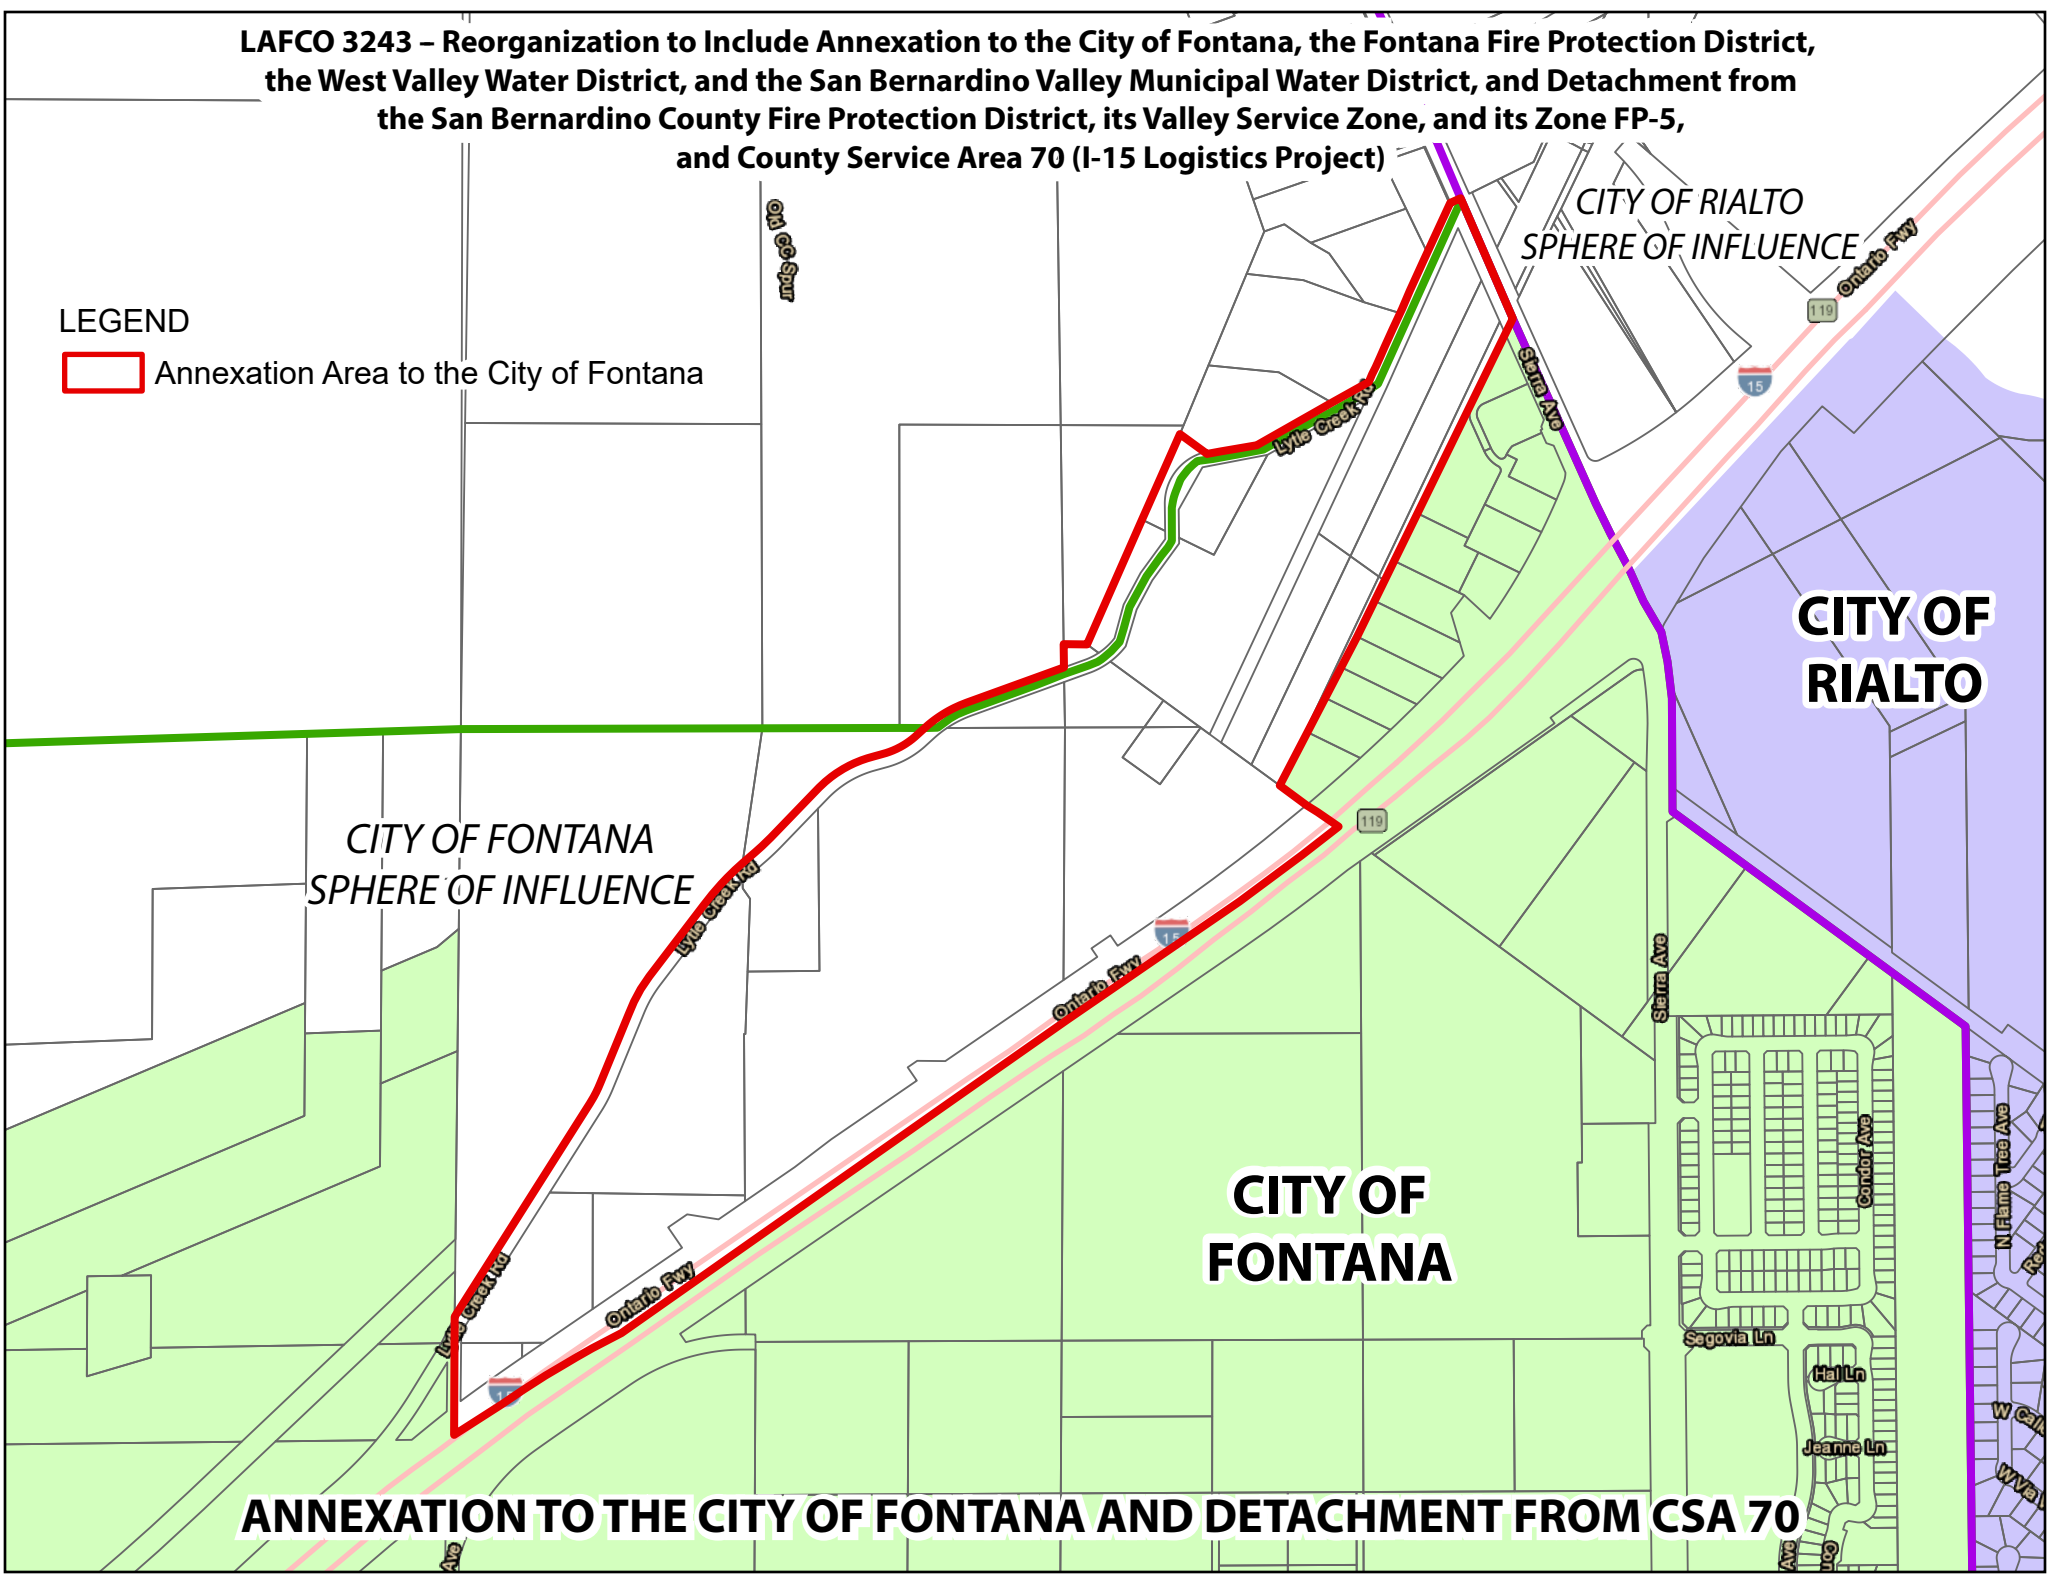 LAFCO 3243 – Reorganization to Include Annexation to the City of Fontana, the Fontana Fire Protection District,
the West Valley Water District, and the San Bernardino Valley Municipal Water District, and Detachment from
the San Bernardino County Fire Protection District, its Valley Service Zone, and its Zone FP-5,
and County Service Area 70 (I-15 Logistics Project)
CITY OF RIALTO
SPHERE OF INFLUENCE
Old CC Spur
Ontario Fwy
119
15
LEGEND
Annexation Area to the City of Fontana
Sierra Ave
Lytle Creek Rd
CITY OF
RIALTO
CITY OF FONTANA
SPHERE OF INFLUENCE
119
Lytle Creek Rd
15
Ontario Fwy
Sierra Ave
CITY OF
FONTANA
Condor Ave
N Flame Tree Ave
Lytle Creek Rd
Ontario Fwy
15
Segovia Ln
Hal Ln
Jeanne Ln
W
W Via
ANNEXATION TO THE CITY OF FONTANA AND DETACHMENT FROM CSA 70
Ave
Ave